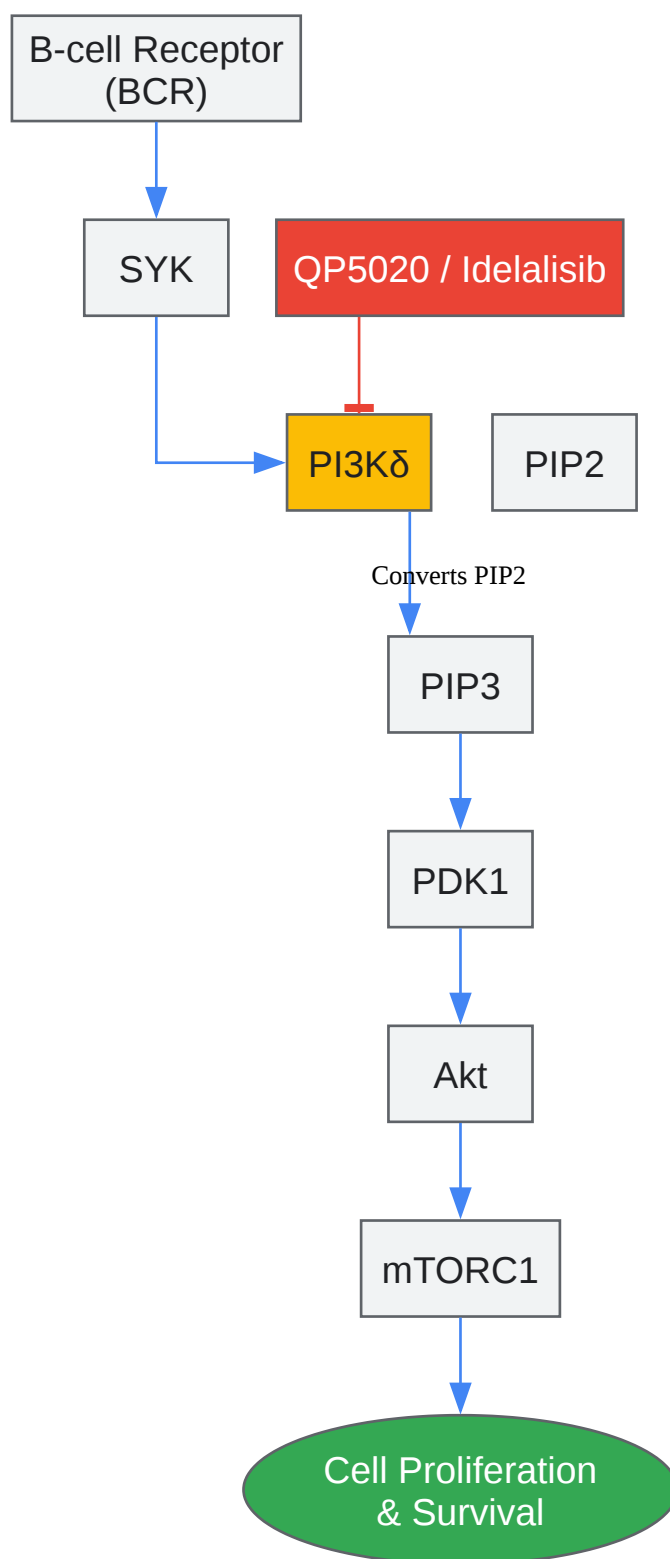 B-cell Receptor
(BCR)
SYK
QP5020 / Idelalisib
PI3Kδ
PIP2
Converts PIP2
PIP3
PDK1
Akt
mTORC1
Cell Proliferation
& Survival